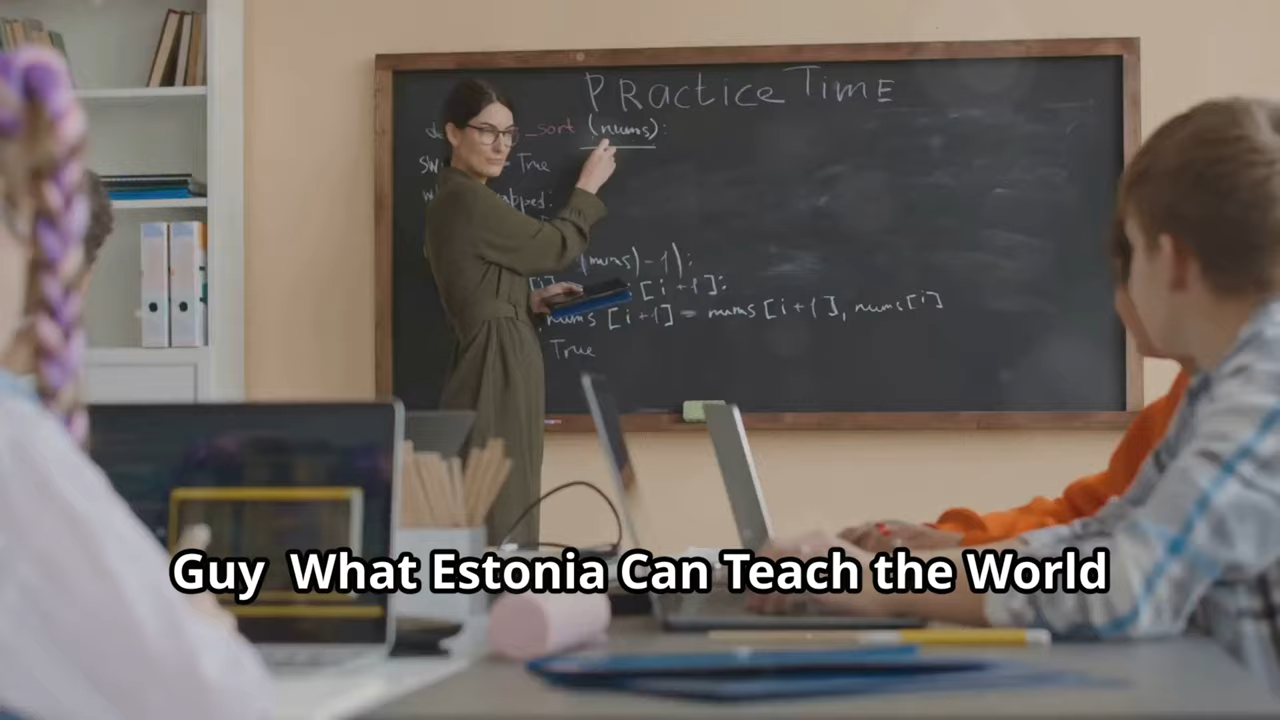 PRactice Time
_sort (nums):
True
(nums)-1):
[i+1]:
nums [i+1] = nums [i+1], nums[i]
True
Guy  What Estonia Can Teach the World